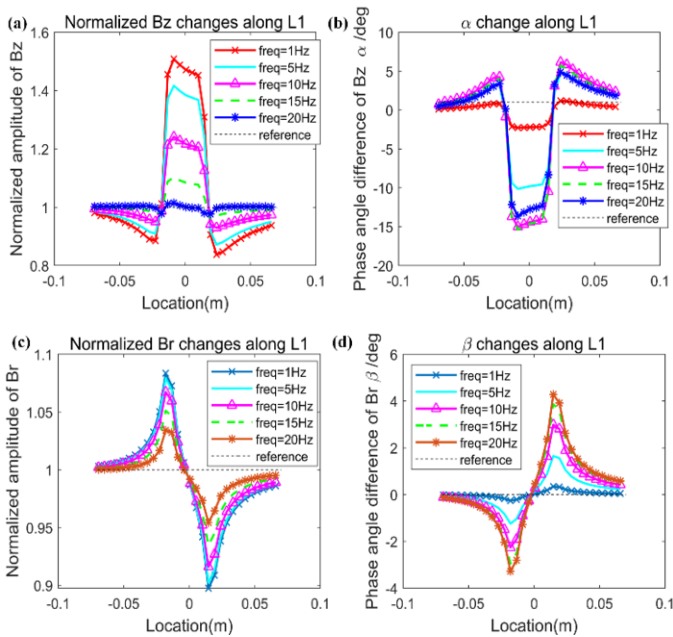 (a)
Normalized Bz changes along L1
Normalized amplitude of Bz
1.6
1.4
1.2
1
0.8
freq=1Hz
freq=5Hz
freq=10Hz
freq=15Hz
freq=20Hz
reference
-0.1
-0.05
0
0.05
0.1
Location(m)
(b)
α change along L1
Phase angle difference of Bz α /deg
10
5
0
-5
-10
-15
-20
freq=1Hz
freq=5Hz
freq=10Hz
freq=15Hz
freq=20Hz
reference
-0.1
-0.05
0
0.05
0.1
Location(m)
(c)
Normalized Br changes along L1
Normalized amplitude of Br
1.1
1.05
1
0.95
0.9
freq=1Hz
freq=5Hz
freq=10Hz
freq=15Hz
freq=20Hz
reference
-0.1
-0.05
0
0.05
0.1
Location(m)
(d)
β changes along L1
Phase angle difference of Br β /deg
6
4
2
0
-2
-4
freq=1Hz
freq=5Hz
freq=10Hz
freq=15Hz
freq=20Hz
reference
-0.1
-0.05
0
0.05
0.1
Location(m)